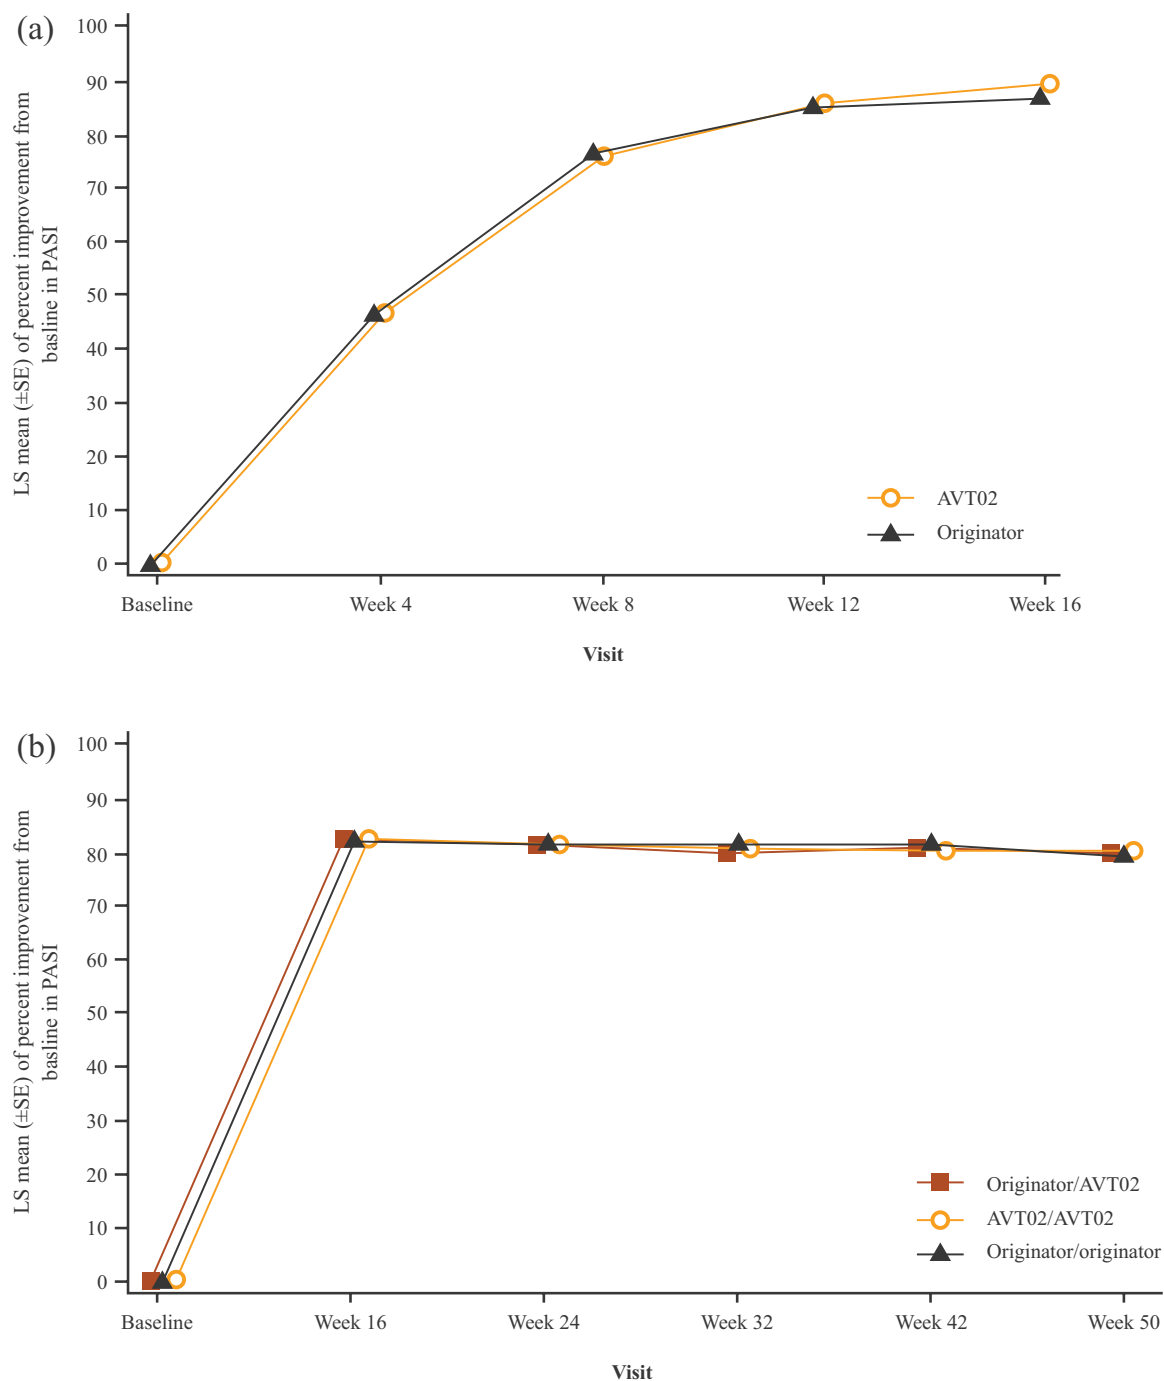 (a)
LS mean (±SE) of percent improvement from
basline in PASI
100
90
80
70
60
50
40
30
20
10
0
AVT02
Originator
Baseline
Week 4
Week 8
Week 12
Week 16
Visit
(b)
LS mean (±SE) of percent improvement from
basline in PASI
100
90
80
70
60
50
40
30
20
10
0
Originator/AVT02
AVT02/AVT02
Originator/originator
Baseline
Week 16
Week 24
Week 32
Week 42
Week 50
Visit